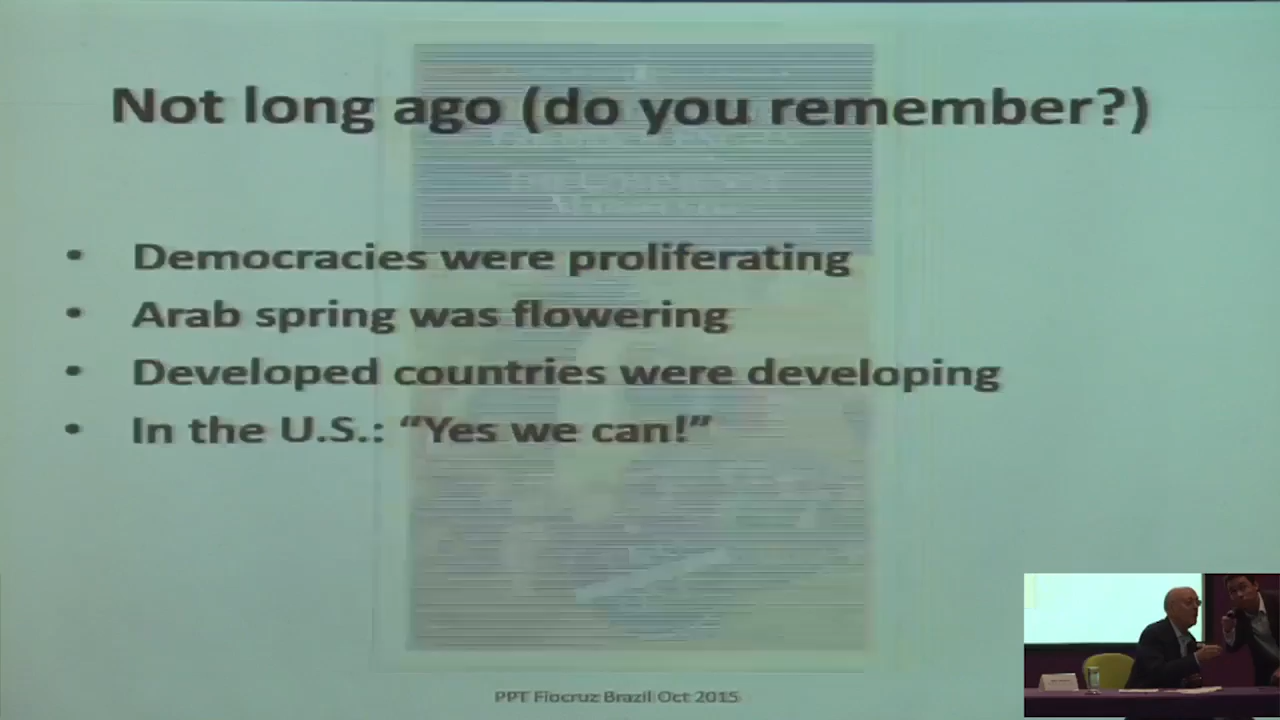 Not long ago (do you remember?)
• Democracies were proliferating
• Arab spring was flowering
• Developed countries were developing
• In the U.S.: “Yes we can!”
PPT Fiocruz Brazil Oct 2015